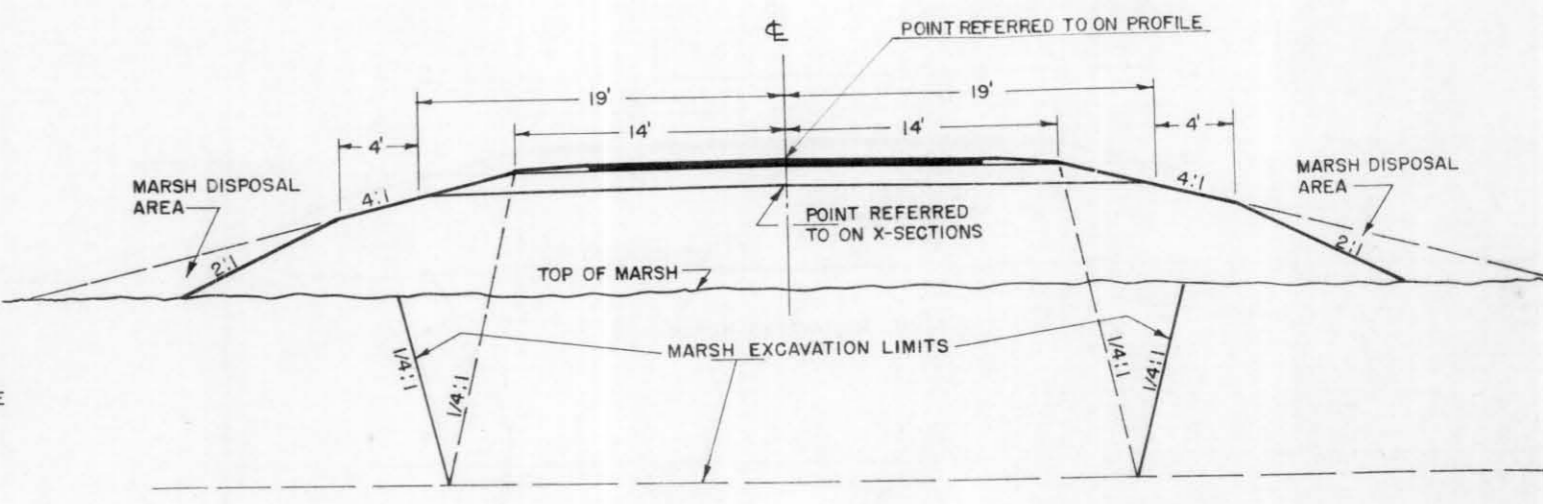 ℄
POINT REFERRED TO ON PROFILE
19'
19'
14'
14'
4'
4'
MARSH DISPOSAL
AREA
MARSH DISPOSAL
AREA
4:1
4:1
POINT REFERRED
TO ON X-SECTIONS
2:1
2:1
TOP OF MARSH
MARSH EXCAVATION LIMITS
1/4:1
1/4:1
1/4:1
1/4:1
E